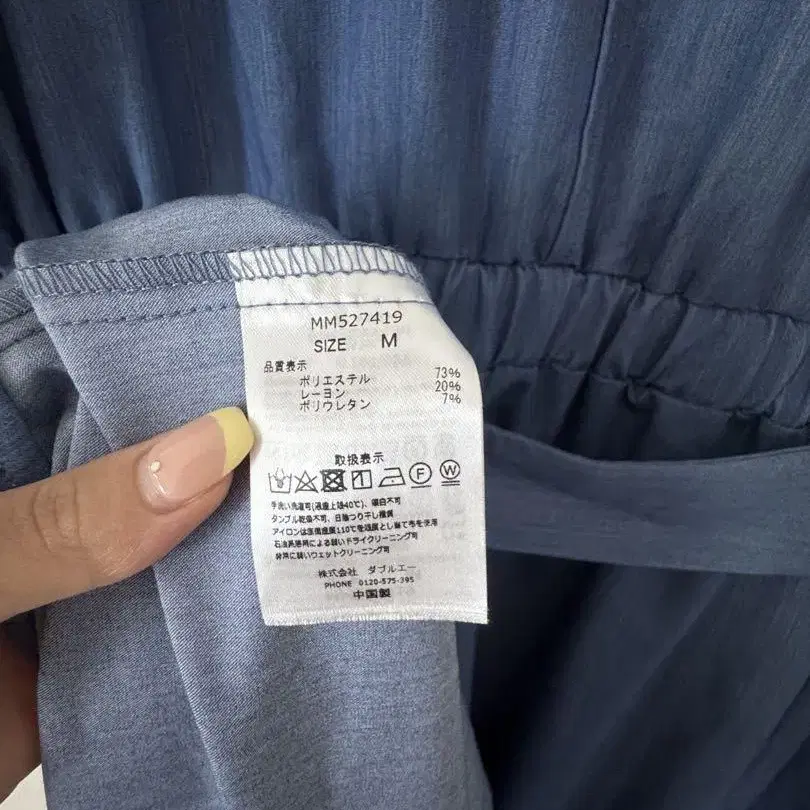 MM527419
SIZE M
品質表示
ポリエステル 73%
レーヨン 20%
ポリウレタン 7%
取扱表示
F W
手洗い洗濯可(液温上限40℃)、漂白不可
タンブル乾燥不可、日陰つり干し推奨
アイロンは底面温度110℃を限度とし当て布を使用
石油系溶剤による弱いドライクリーニング可
非常に弱いウェットクリーニング可
株式会社 ダブルエー
PHONE 0120-575-395
中国製